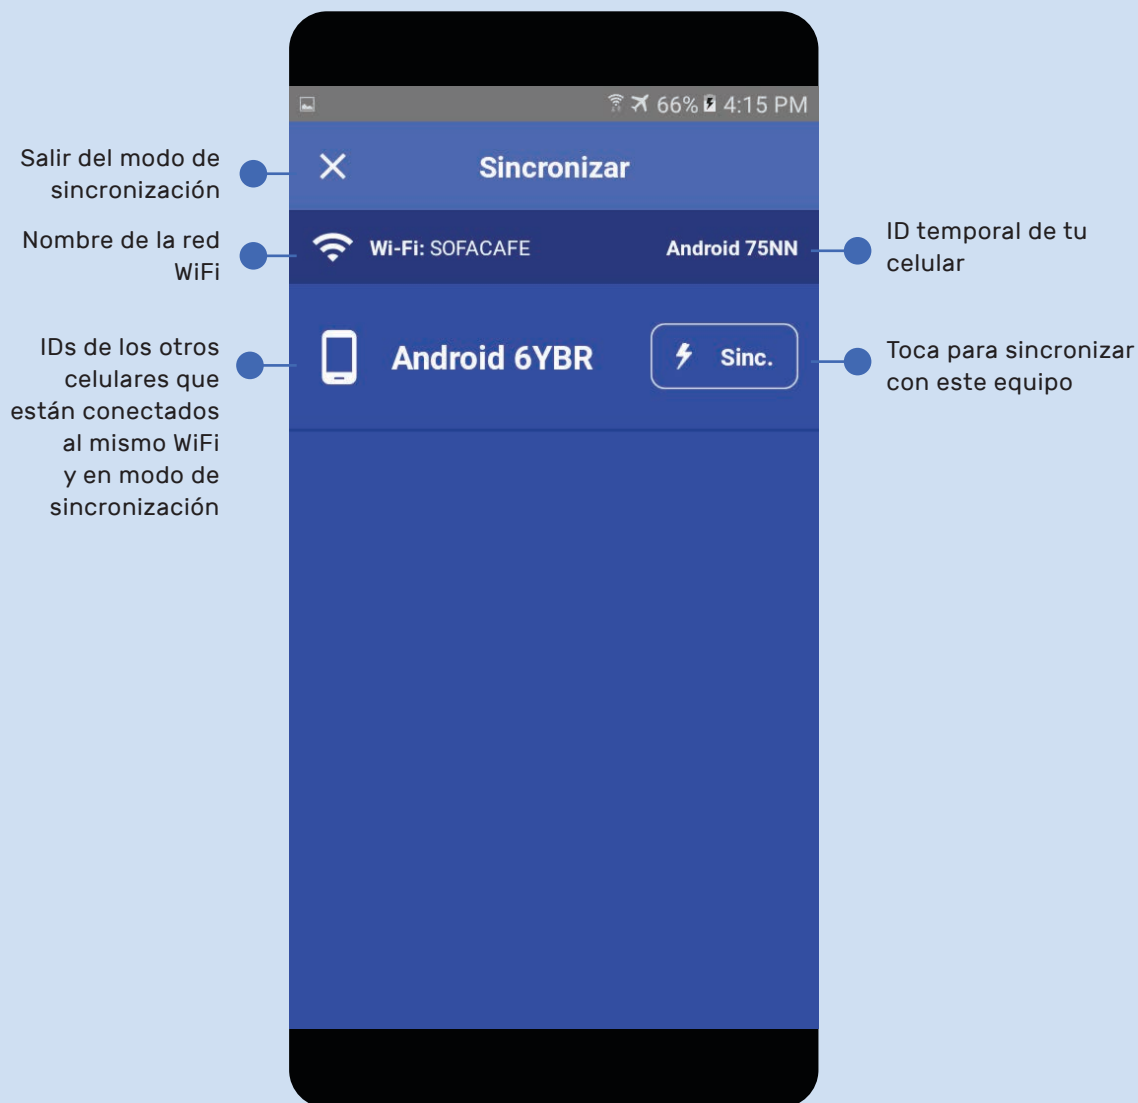 66% 4:15 PM
Sincronizar
Salir del modo de
sincronización
Nombre de la red
WiFi
Wi-Fi: SOFACAFE
Android 75NN
ID temporal de tu
celular
IDs de los otros
celulares que
están conectados
al mismo WiFi
y en modo de
sincronización
Android 6YBR
Sinc.
Toca para sincronizar
con este equipo